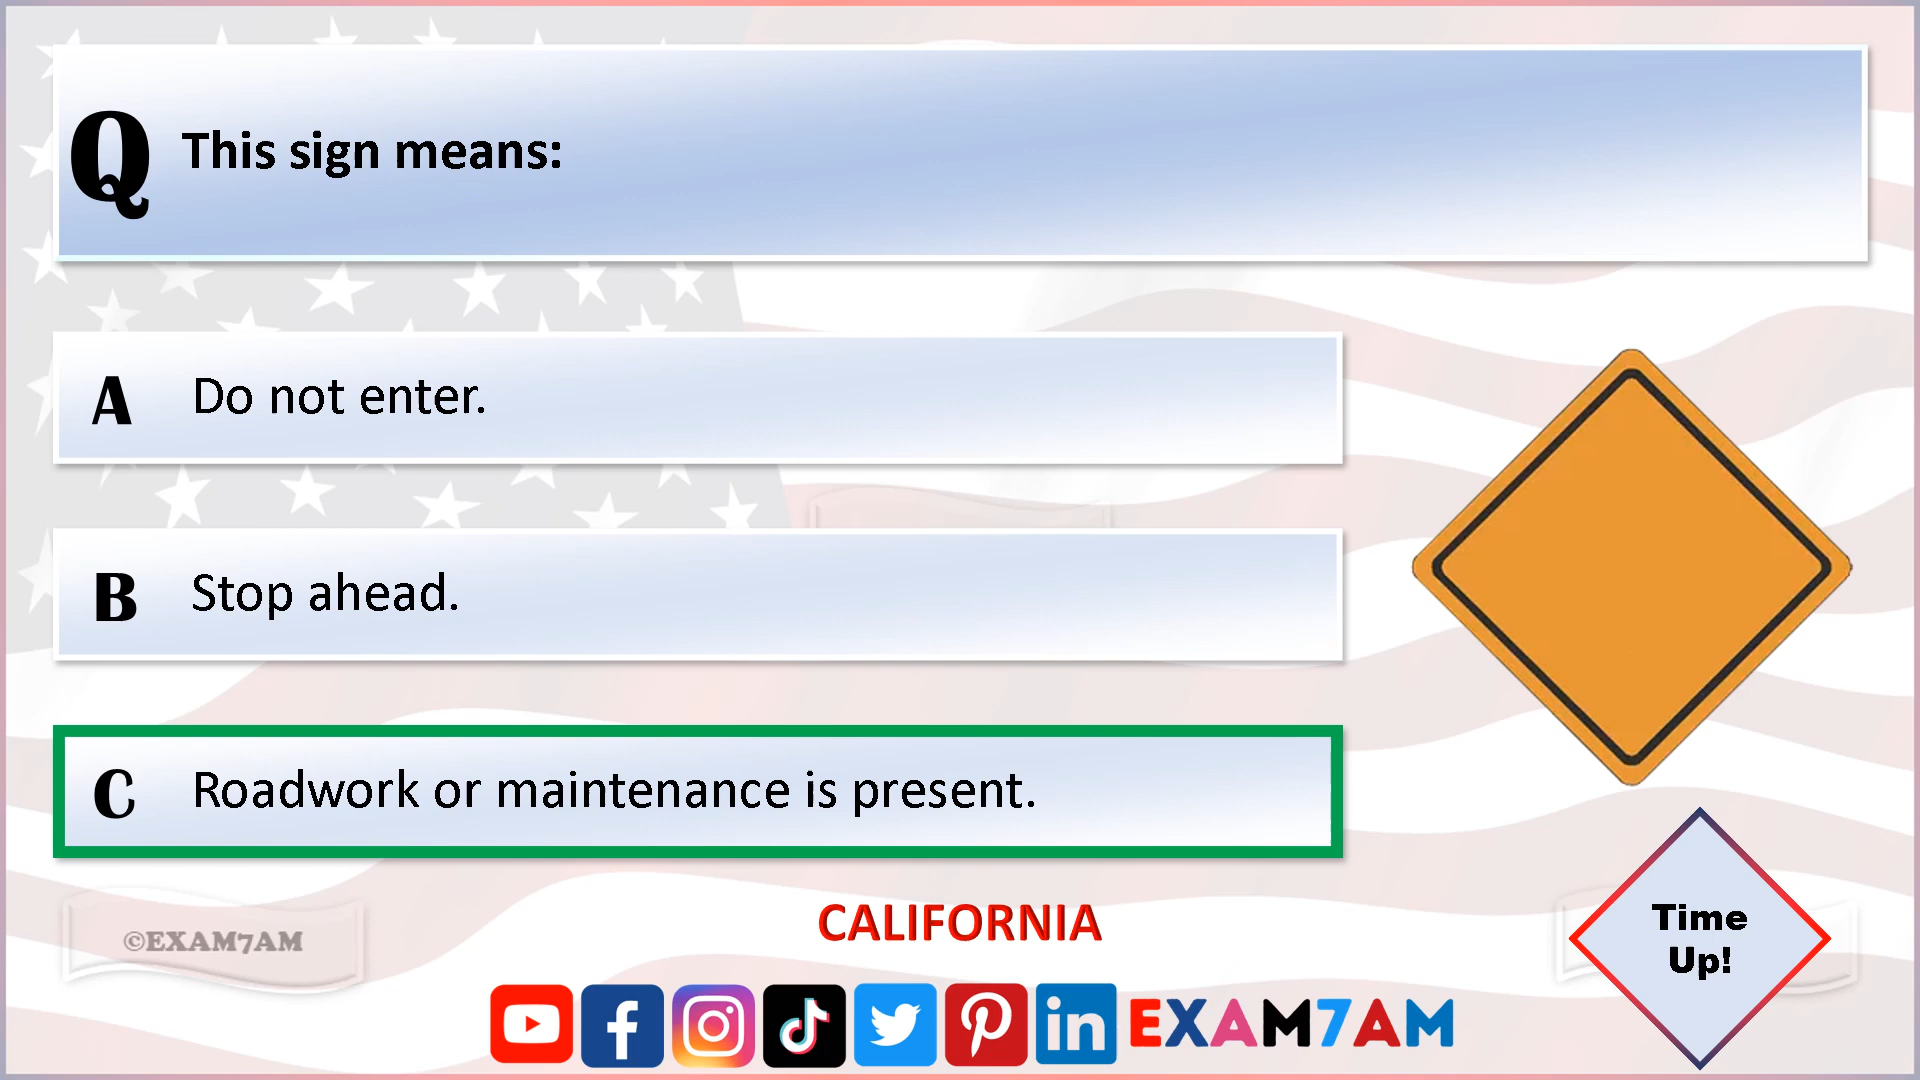 Q This sign means:
A Do not enter.
B Stop ahead.
C Roadwork or maintenance is present.
CALIFORNIA
©EXAM7AM
Time
Up!
EXAM7AM